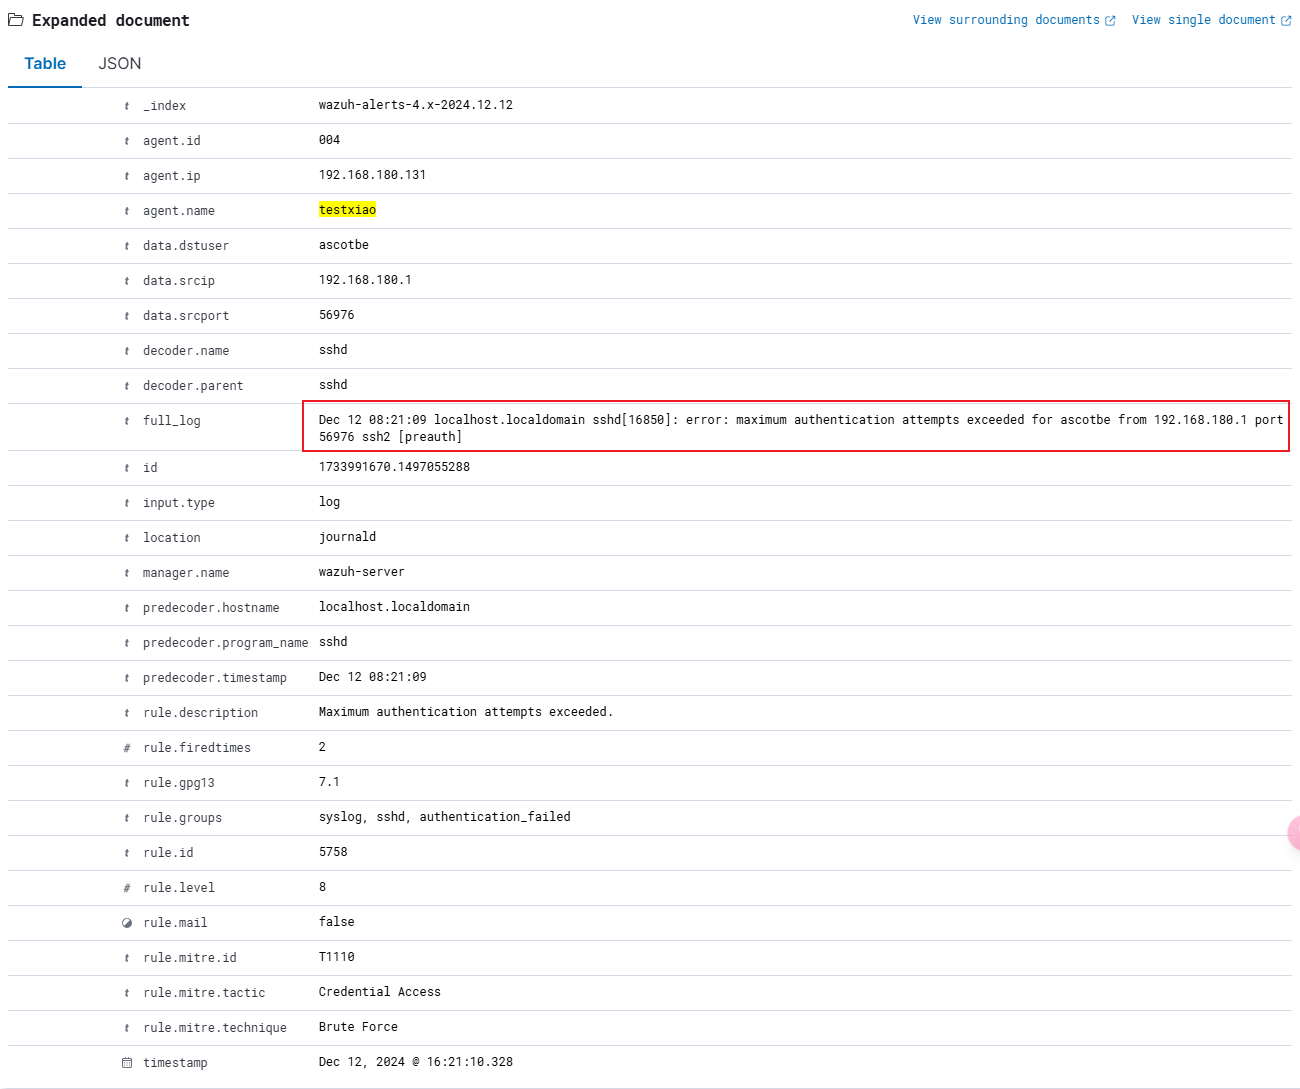 Expanded document View surrounding documents View single document
Table JSON
t _index wazuh-alerts-4.x-2024.12.12
t agent.id 004
t agent.ip 192.168.180.131
t agent.name testxiao
t data.dstuser ascotbe
t data.srcip 192.168.180.1
t data.srcport 56976
t decoder.name sshd
t decoder.parent sshd
t full_log Dec 12 08:21:09 localhost.localdomain sshd[16850]: error: maximum authentication attempts exceeded for ascotbe from 192.168.180.1 port
56976 ssh2 [preauth]
t id 1733991670.1497055288
t input.type log
t location journald
t manager.name wazuh-server
t predecoder.hostname localhost.localdomain
t predecoder.program_name sshd
t predecoder.timestamp Dec 12 08:21:09
t rule.description Maximum authentication attempts exceeded.
# rule.firedtimes 2
t rule.gpg13 7.1
t rule.groups syslog, sshd, authentication_failed
t rule.id 5758
# rule.level 8
rule.mail false
t rule.mitre.id T1110
t rule.mitre.tactic Credential Access
t rule.mitre.technique Brute Force
timestamp Dec 12, 2024 @ 16:21:10.328